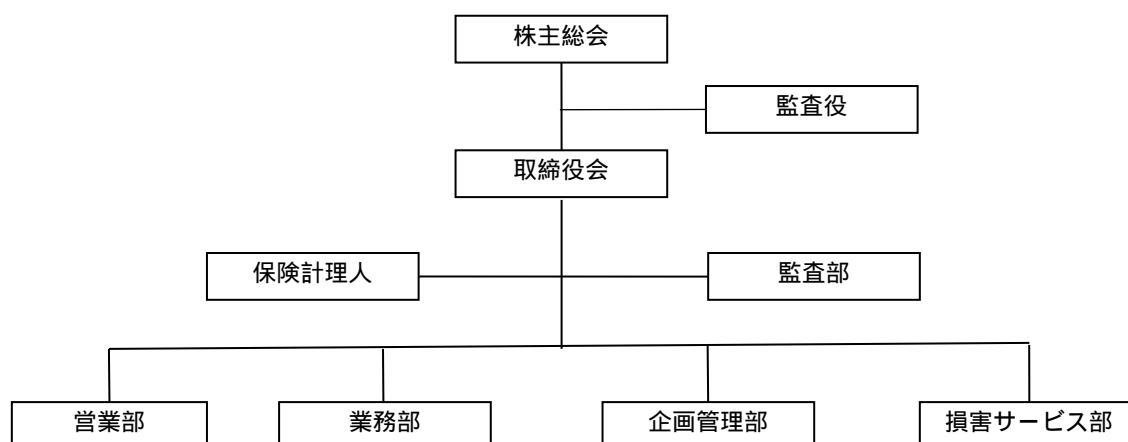 株主総会
監査役
取締役会
保険計理人
監査部
営業部
業務部
企画管理部
損害サービス部